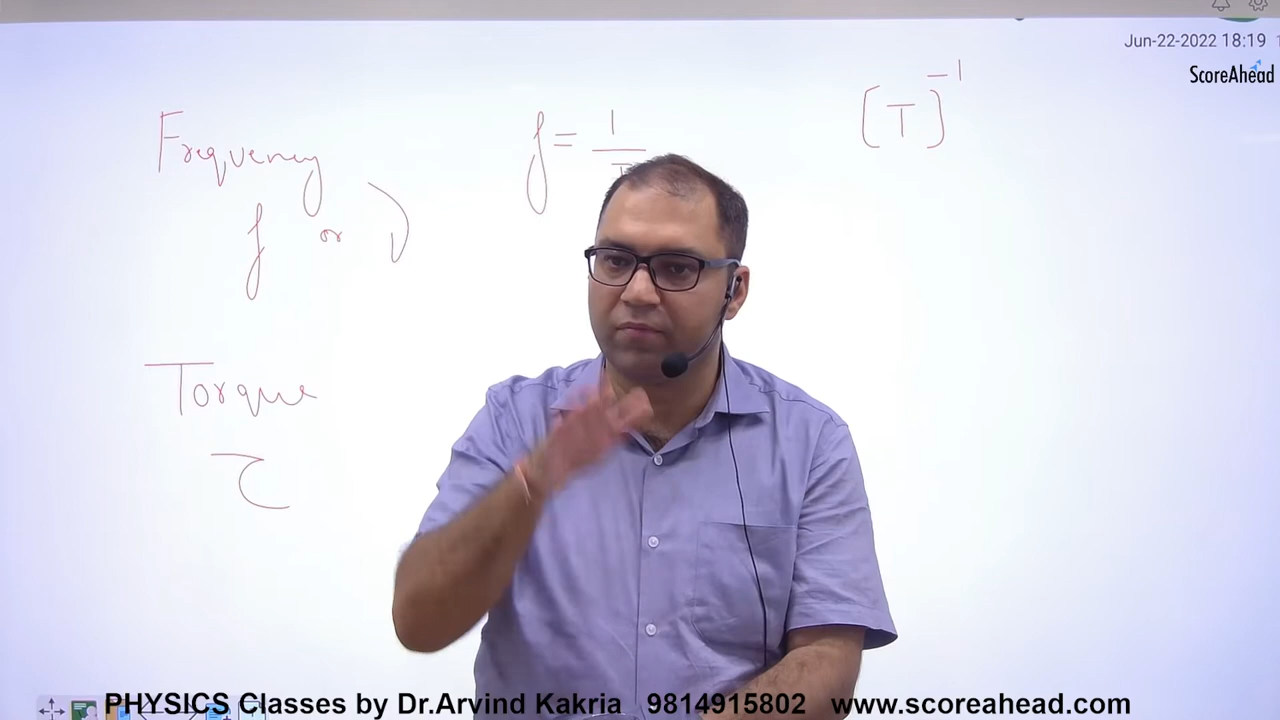 Jun-22-2022 18:19
ScoreAhead
Frequency
f = 1/T
[T]⁻¹
f or ν
Torque
τ
PHYSICS Classes by Dr.Arvind Kakria 9814915802 www.scoreahead.com